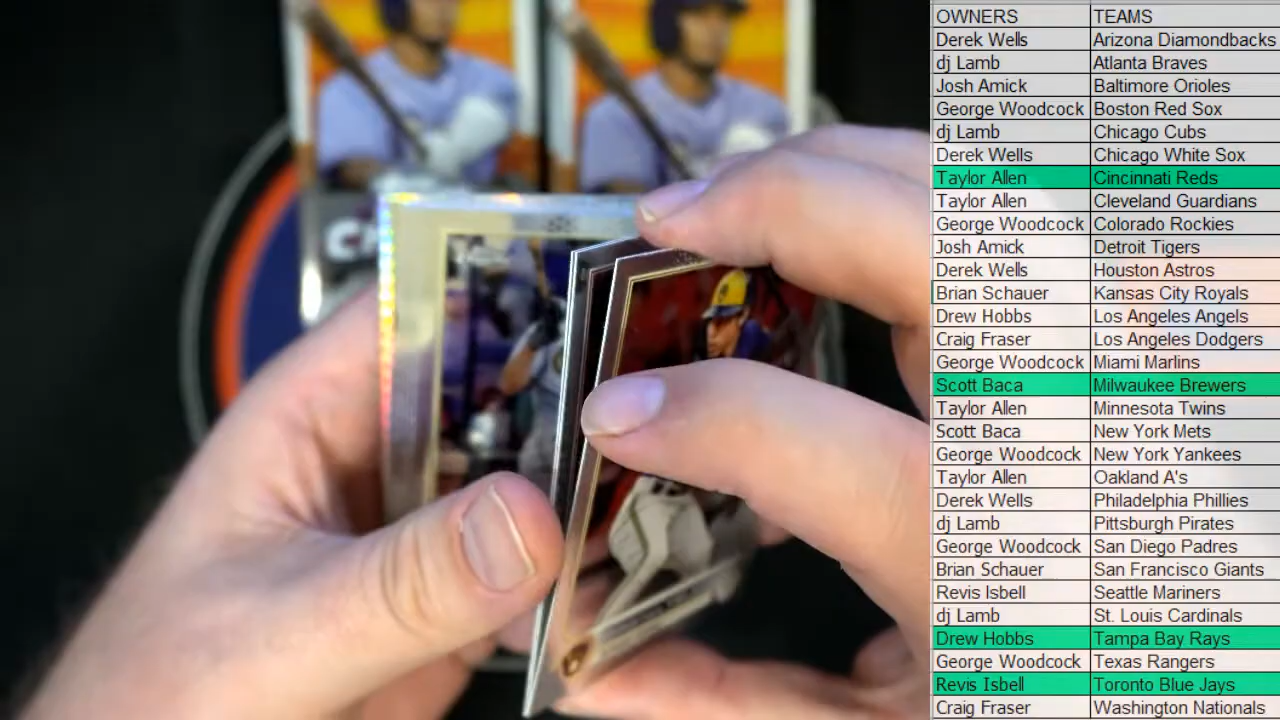 OWNERS TEAMS
Derek Wells Arizona Diamondbacks
dj Lamb Atlanta Braves
Josh Amick Baltimore Orioles
George Woodcock Boston Red Sox
dj Lamb Chicago Cubs
Derek Wells Chicago White Sox
Taylor Allen Cincinnati Reds
Taylor Allen Cleveland Guardians
George Woodcock Colorado Rockies
Josh Amick Detroit Tigers
Derek Wells Houston Astros
Brian Schauer Kansas City Royals
Drew Hobbs Los Angeles Angels
Craig Fraser Los Angeles Dodgers
George Woodcock Miami Marlins
Scott Baca Milwaukee Brewers
Taylor Allen Minnesota Twins
Scott Baca New York Mets
George Woodcock New York Yankees
Taylor Allen Oakland A's
Derek Wells Philadelphia Phillies
dj Lamb Pittsburgh Pirates
George Woodcock San Diego Padres
Brian Schauer San Francisco Giants
Revis Isbell Seattle Mariners
dj Lamb St. Louis Cardinals
Drew Hobbs Tampa Bay Rays
George Woodcock Texas Rangers
Revis Isbell Toronto Blue Jays
Craig Fraser Washington Nationals